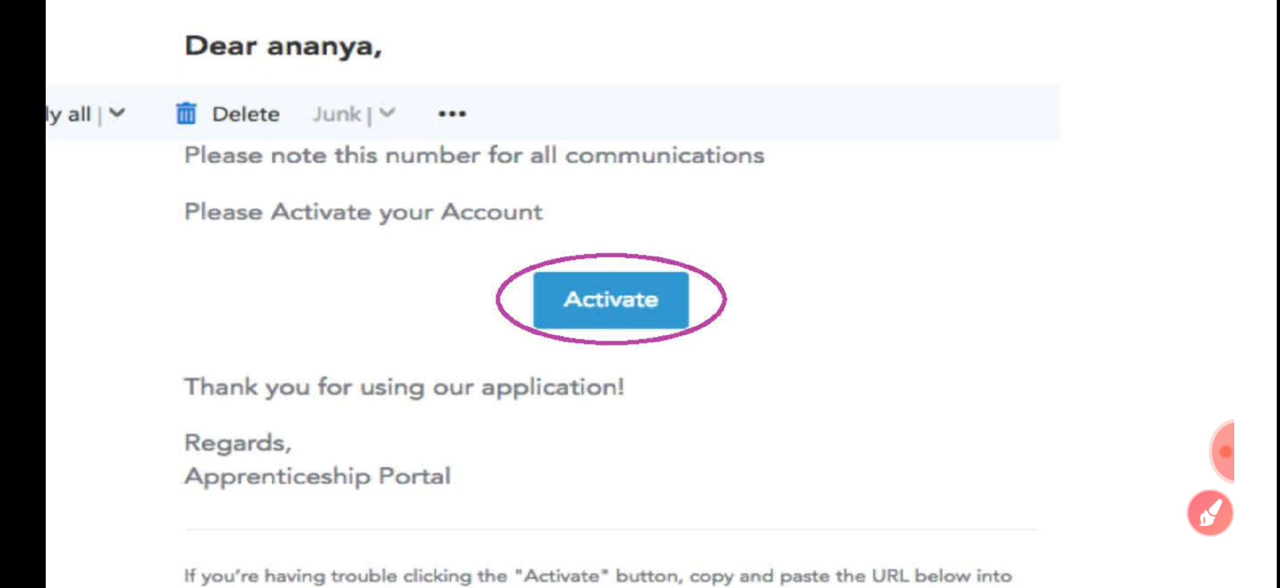 Dear ananya,
ly all | Delete Junk | •••
Please note this number for all communications
Please Activate your Account
Activate
Thank you for using our application!
Regards,
Apprenticeship Portal
If you're having trouble clicking the "Activate" button, copy and paste the URL below into